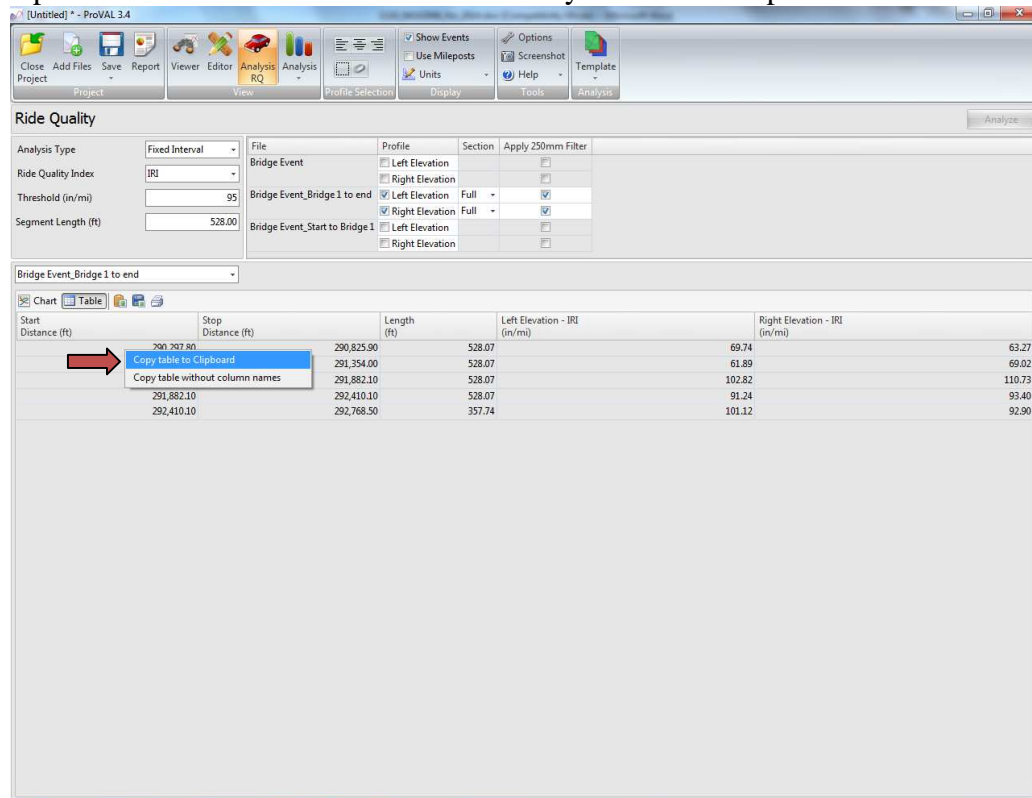 [Untitled] * - ProVAL 3.4
Close Project Add Files Save Report Viewer Editor Analysis RQ Analysis Show Events Use Mileposts Units Options Screenshot Help Template
Project View Profile Selection Display Tools Analysis
Ride Quality Analyze
Analysis Type Fixed Interval
Ride Quality Index IRI
Threshold (in/mi) 95
Segment Length (ft) 528.00
File Profile Section Apply 250mm Filter
Bridge Event Left Elevation
Right Elevation
Bridge Event_Bridge 1 to end Left Elevation Full
Right Elevation Full
Bridge Event_Start to Bridge 1 Left Elevation
Right Elevation
Bridge Event_Bridge 1 to end
Chart Table
Start Distance (ft) Stop Distance (ft) Length (ft) Left Elevation - IRI (in/mi) Right Elevation - IRI (in/mi)
290,297.80 290,825.90 528.07 69.74 63.27
Copy table to Clipboard 291,354.00 528.07 61.89 69.02
Copy table without column names 291,882.10 528.07 102.82 110.73
291,882.10 292,410.10 528.07 91.24 93.40
292,410.10 292,768.50 357.74 101.12 92.90